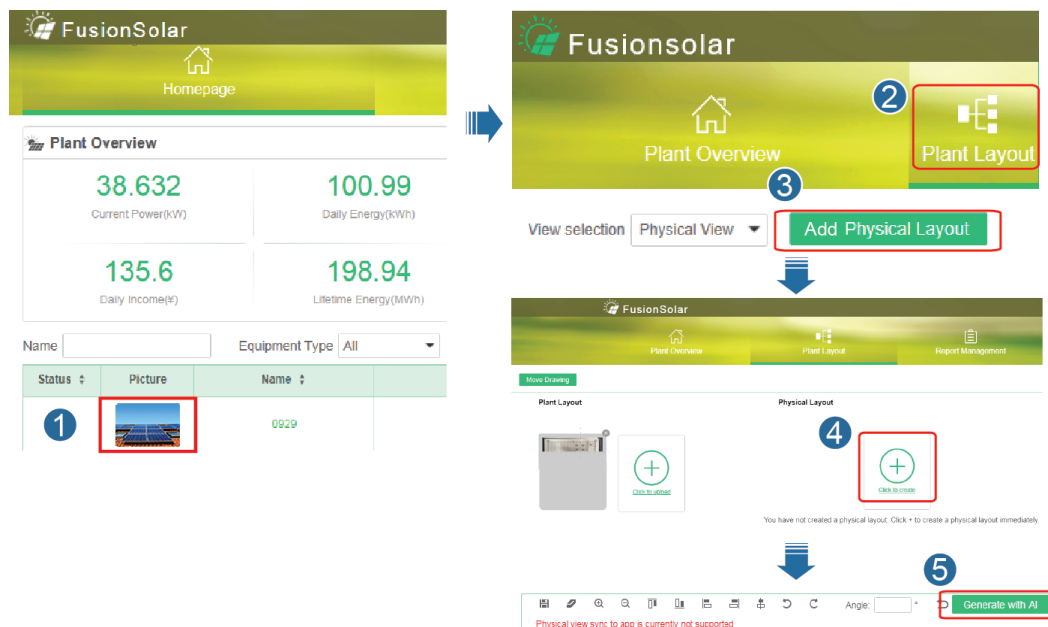 FusionSolar
Homepage
Plant Overview
38.632
Current Power(kW)
100.99
Daily Energy(kWh)
135.6
Daily Income(¥)
198.94
Lifetime Energy(MWh)
Name
Equipment Type All
Status Picture Name
1
0929
Fusionsolar
2
Plant Overview
Plant Layout
3
View selection Physical View Add Physical Layout
FusionSolar
Plant Overview Plant Layout Report Management
Move Drawing
Plant Layout Physical Layout
4
Click to upload
Click to create
You have not created a physical layout. Click + to create a physical layout immediately.
5
Angle: ° Generate with AI
Physical view sync to app is currently not supported